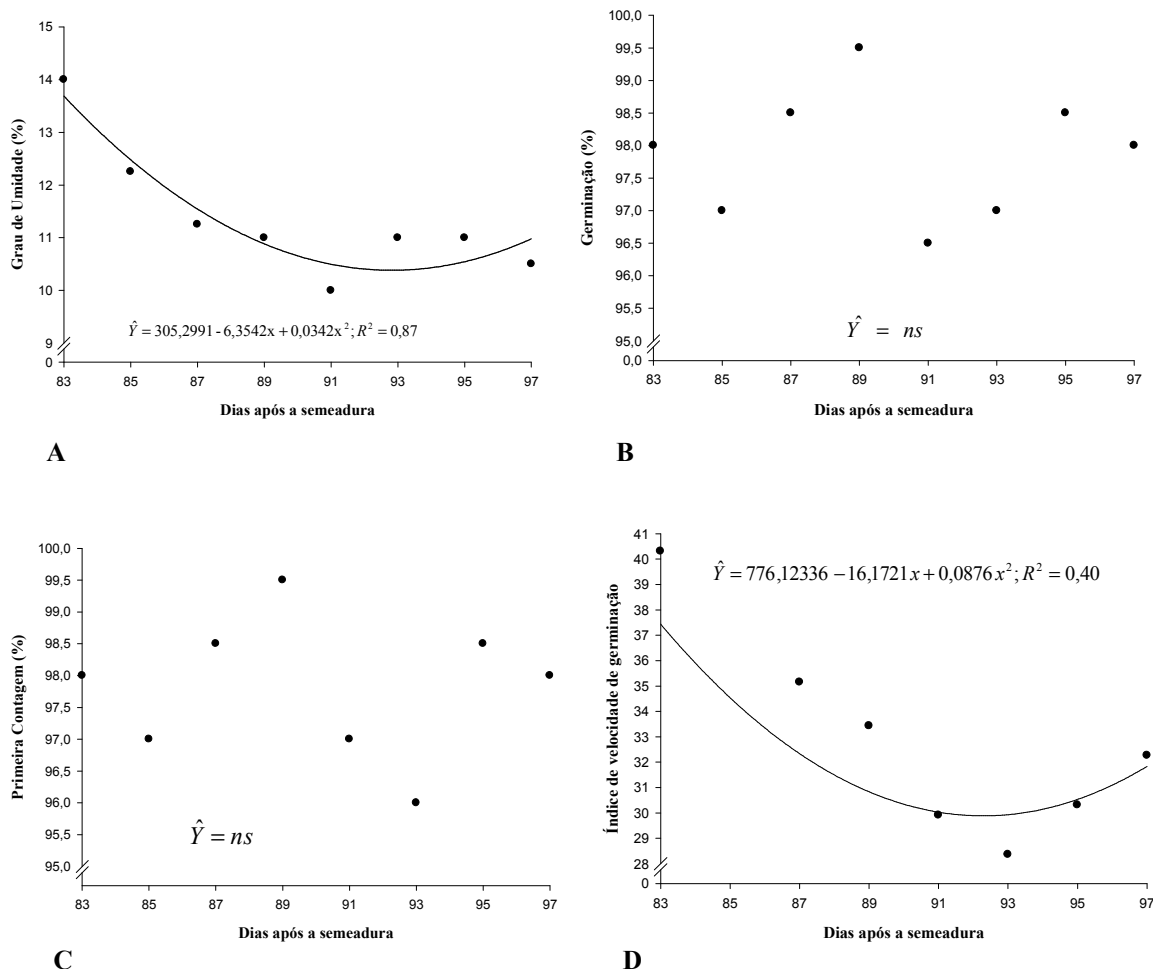 15
14
13
12
11
10
9
0
Grau de Umidade (%)
Ŷ = 305,2991 - 6,3542x + 0,0342x²; R² = 0,87
83 85 87 89 91 93 95 97
Dias após a semeadura
A
100,0
99,5
99,0
98,5
98,0
97,5
97,0
96,5
96,0
95,5
95,0
0,0
Germinação (%)
Ŷ = ns
83 85 87 89 91 93 95 97
Dias após a semeadura
B
100,0
99,5
99,0
98,5
98,0
97,5
97,0
96,5
96,0
95,5
95,0
Primeira Contagem (%)
Ŷ = ns
83 85 87 89 91 93 95 97
Dias após a semeadura
C
41
40
39
38
37
36
35
34
33
32
31
30
29
28
0
Índice de velocidade de germinação
Ŷ = 776,12336 − 16,1721x + 0,0876x²; R² = 0,40
83 85 87 89 91 93 95 97
Dias após a semeadura
D